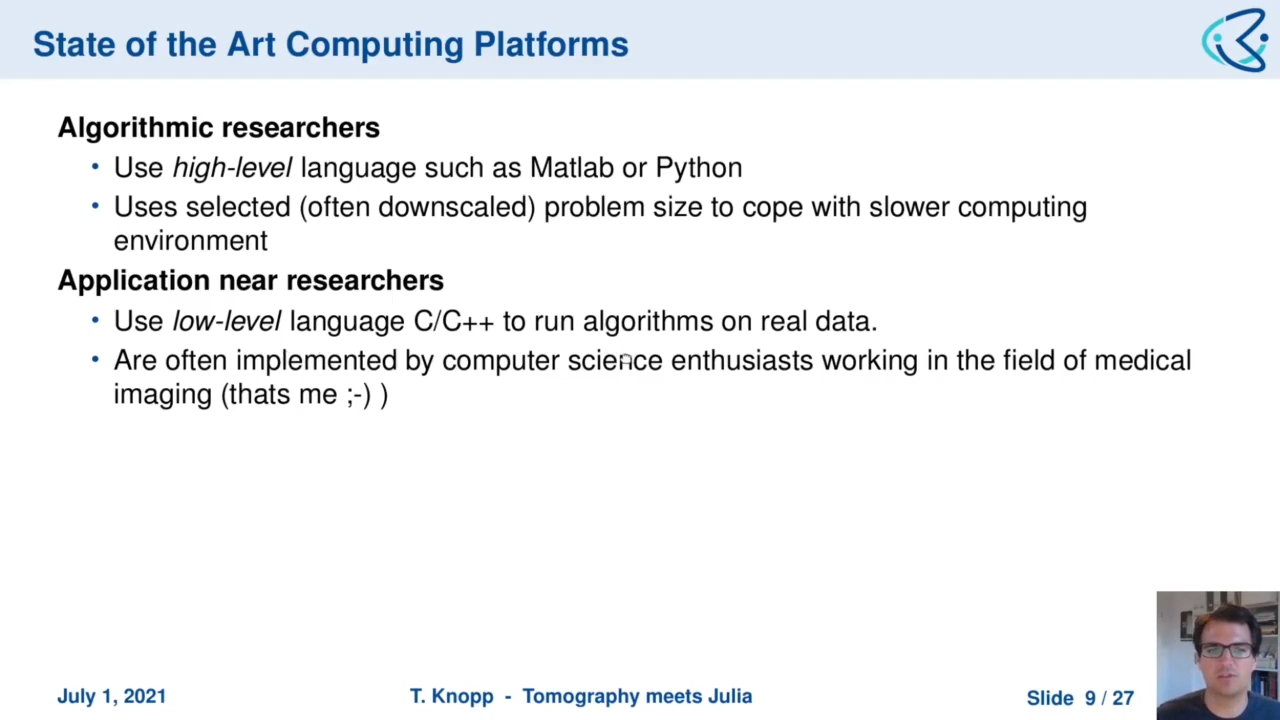 State of the Art Computing Platforms
Algorithmic researchers
• Use high-level language such as Matlab or Python
• Uses selected (often downscaled) problem size to cope with slower computing
environment
Application near researchers
• Use low-level language C/C++ to run algorithms on real data.
• Are often implemented by computer science enthusiasts working in the field of medical
imaging (thats me ;-) )
July 1, 2021 T. Knopp - Tomography meets Julia Slide 9 / 27